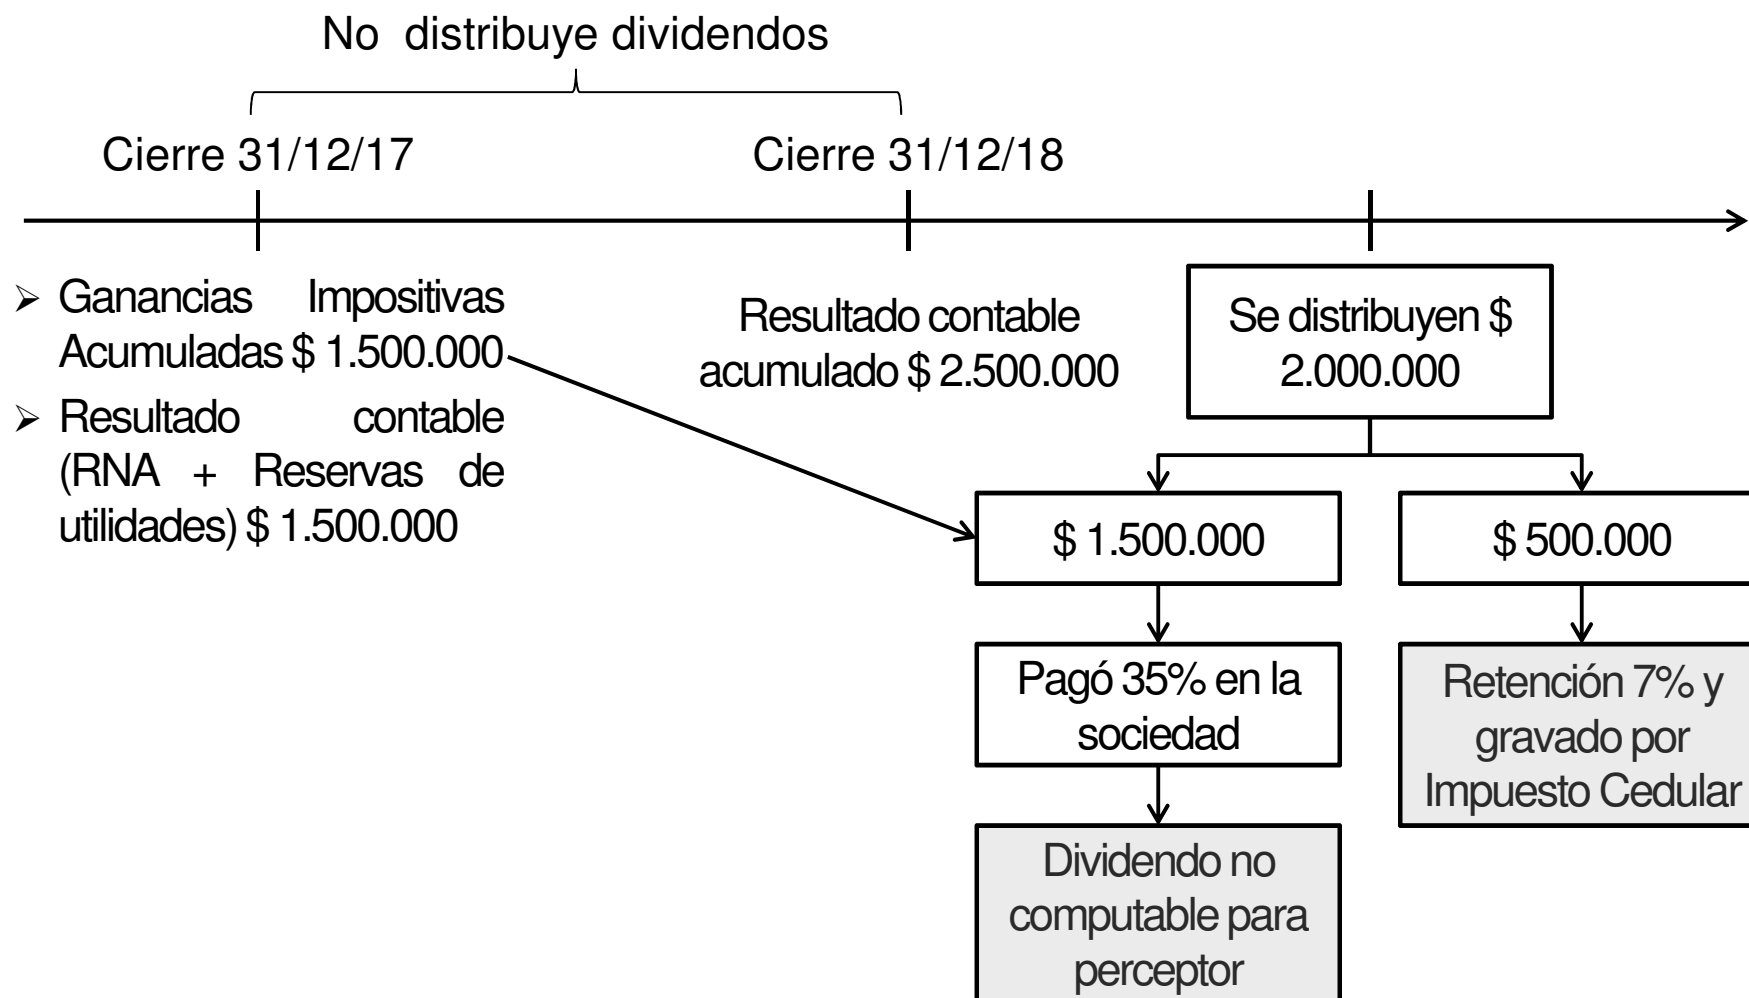 No distribuye dividendos
Cierre 31/12/17
Cierre 31/12/18
➢ Ganancias Impositivas
Acumuladas $ 1.500.000
➢ Resultado contable
(RNA + Reservas de
utilidades) $ 1.500.000
Resultado contable
acumulado $ 2.500.000
Se distribuyen $
2.000.000
$ 1.500.000
$ 500.000
Pagó 35% en la
sociedad
Retención 7% y
gravado por
Impuesto Cedular
Dividendo no
computable para
perceptor